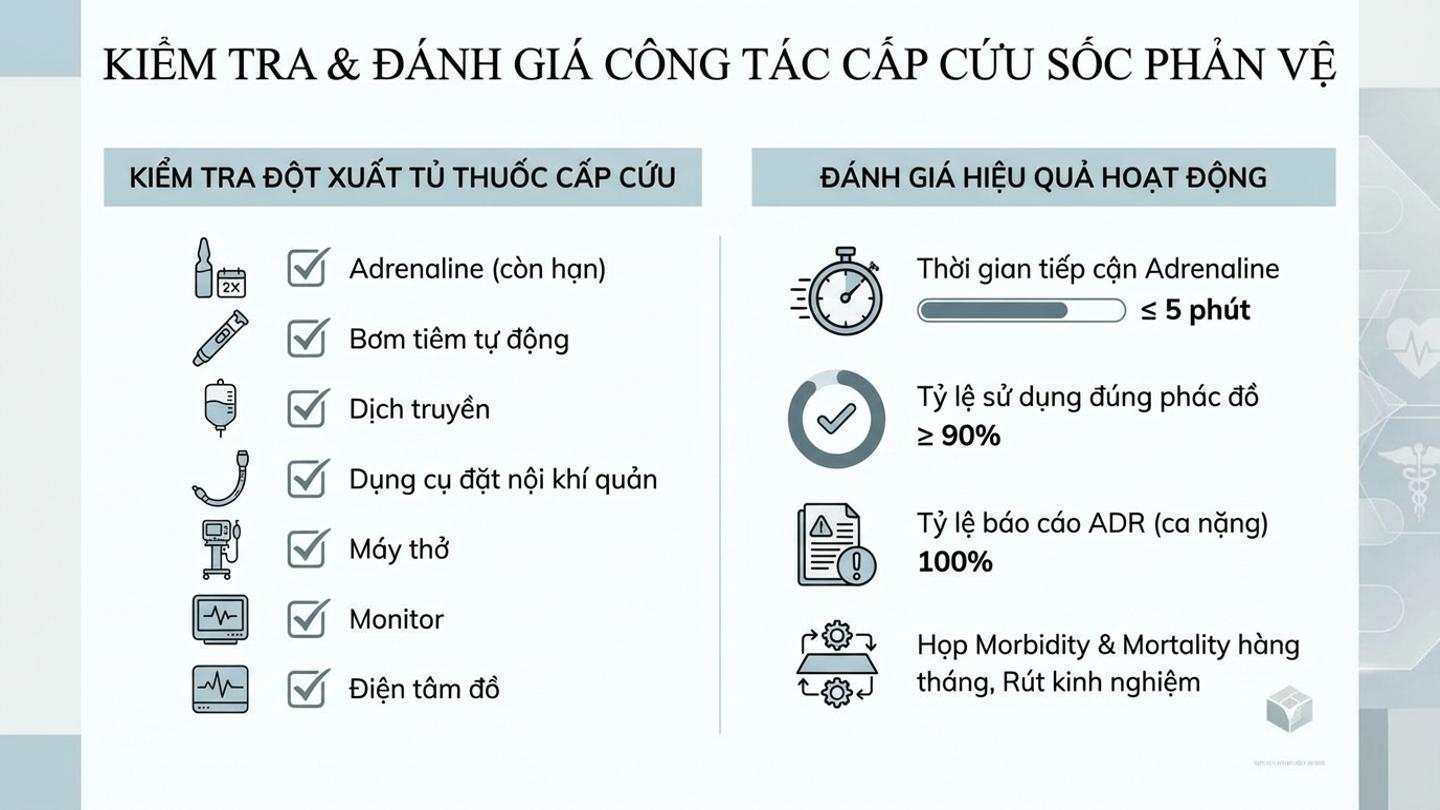 KIỂM TRA & ĐÁNH GIÁ CÔNG TÁC CẤP CỨU SỐC PHẢN VỆ
KIỂM TRA ĐỘT XUẤT TỦ THUỐC CẤP CỨU
2X
Adrenaline (còn hạn)
Bơm tiêm tự động
Dịch truyền
Dụng cụ đặt nội khí quản
Máy thở
Monitor
Điện tâm đồ
ĐÁNH GIÁ HIỆU QUẢ HOẠT ĐỘNG
Thời gian tiếp cận Adrenaline
≤ 5 phút
Tỷ lệ sử dụng đúng phác đồ
≥ 90%
Tỷ lệ báo cáo ADR (ca nặng)
100%
Họp Morbidity & Mortality hàng
tháng, Rút kinh nghiệm